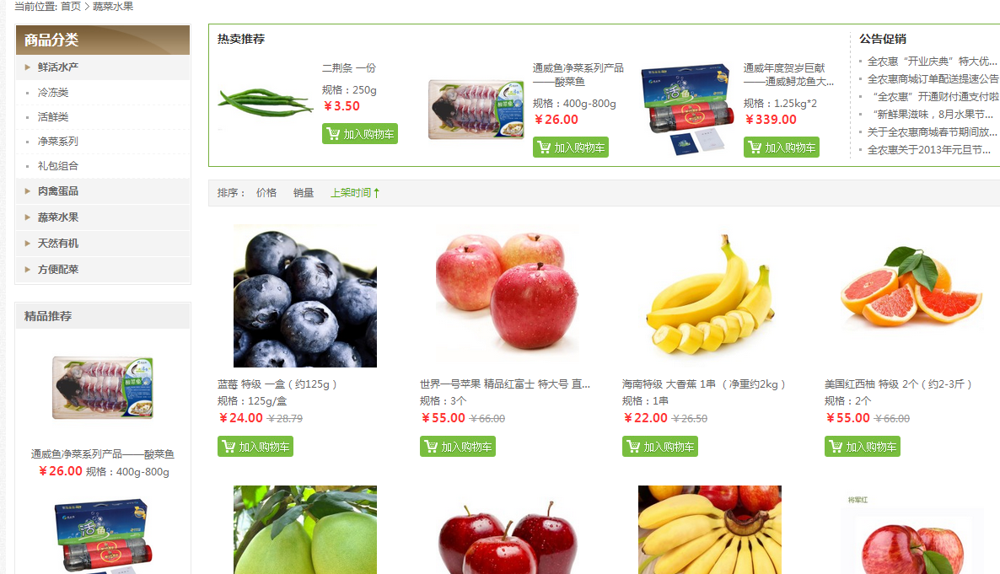 当前位置: 首页 > 蔬菜水果
商品分类
鲜活水产
冷冻类
活鲜类
净菜系列
礼包组合
肉禽蛋品
蔬菜水果
天然有机
方便配菜
精品推荐
通威鱼净菜系列产品——酸菜鱼
￥26.00 规格：400g-800g
活鱼
热卖推荐
二荆条 一份
规格：250g
￥3.50
加入购物车
通威鱼净菜系列产品
——酸菜鱼
规格：400g-800g
￥26.00
加入购物车
活鱼
通威年度贺岁巨献
——通威鲟龙鱼大...
规格：1.25kg*2
￥339.00
加入购物车
公告促销
全农惠“开业庆典”特大优...
全农惠商城订单配送提速公告
“全农惠”开通财付通支付啦
“新鲜果滋味，8月水果节...
关于全农惠商城春节期间放...
全农惠关于2013年元旦节...
排序： 价格 销量 上架时间↑
蓝莓 特级 一盒（约125g）
规格：125g/盒
￥24.00 ￥28.79
加入购物车
世界一号苹果 精品红富士 特大号 直...
规格：3个
￥55.00 ￥66.00
加入购物车
海南特级 大香蕉 1串 （净重约2kg）
规格：1串
￥22.00 ￥26.50
加入购物车
美国红西柚 特级 2个（约2-3斤）
规格：2个
￥55.00 ￥66.00
加入购物车
将军红